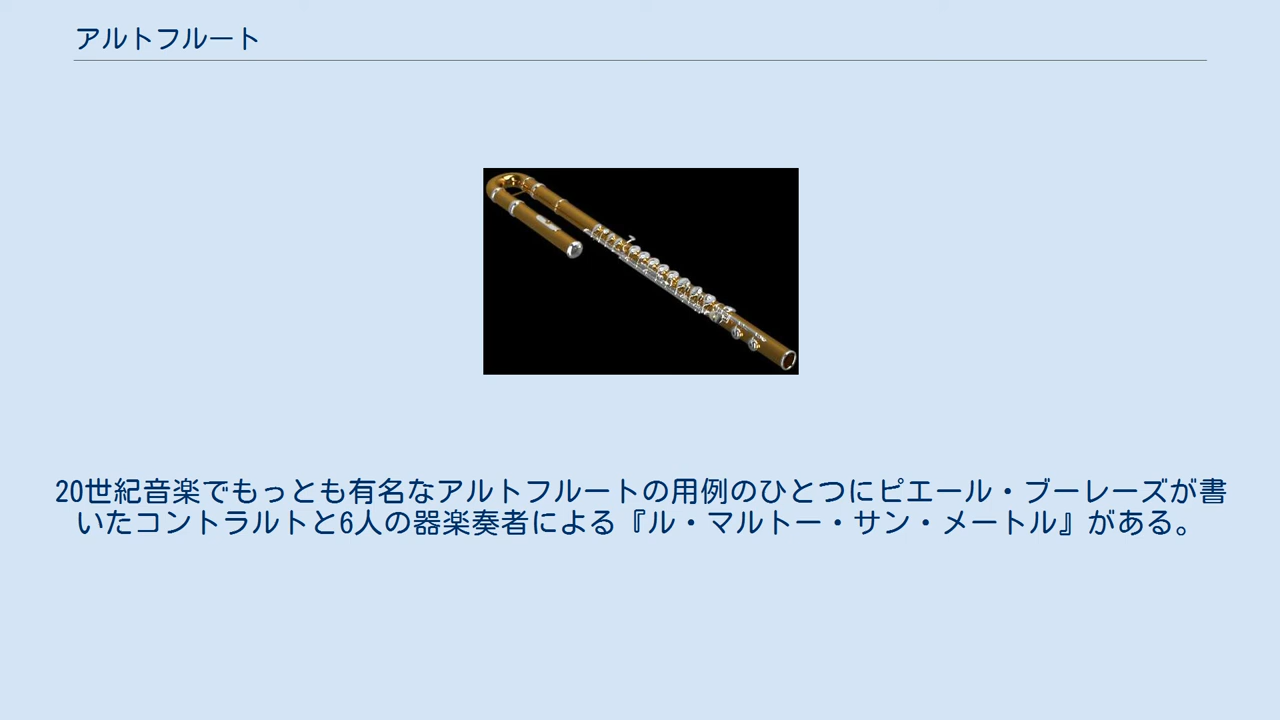 アルトフルート
20世紀音楽でもっとも有名なアルトフルートの用例のひとつにピエール・ブーレーズが書
いたコントラルトと6人の器楽奏者による『ル・マルトー・サン・メートル』がある。